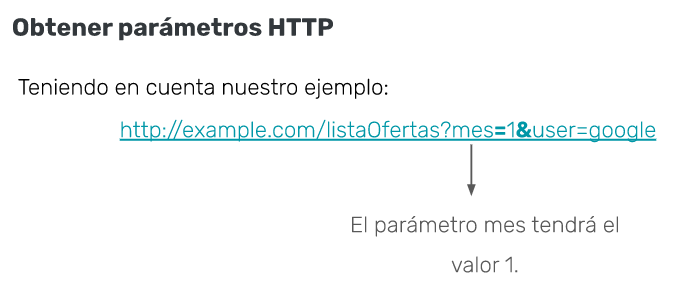 Obtener parámetros HTTP
Teniendo en cuenta nuestro ejemplo:
http://example.com/listaOfertas?mes=1&user=google
El parámetro mes tendrá el
valor 1.